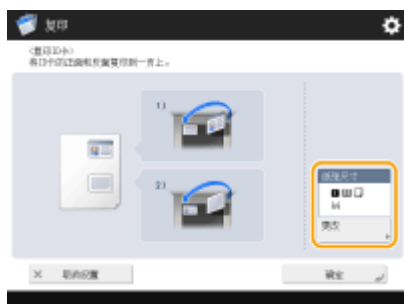 复印
<复印ID卡>
将ID卡的正面和反面复印到一页上。
1)
2)
纸张尺寸
更改
取消设置
确定